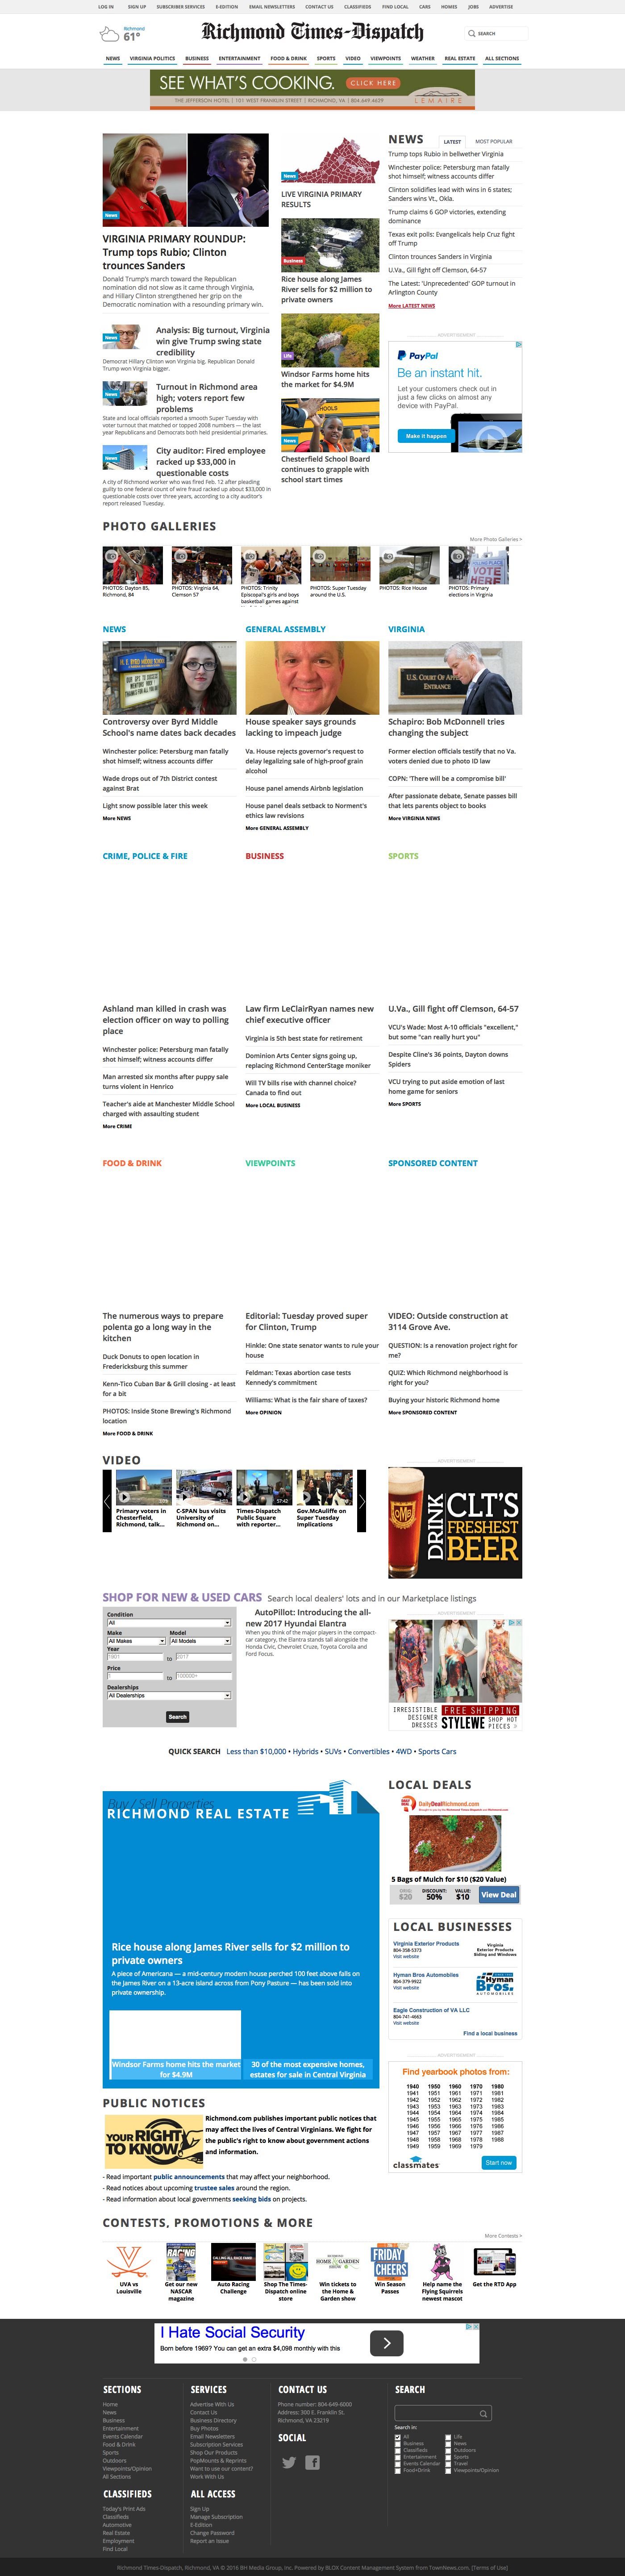 LOG IN SIGN UP SUBSCRIBER SERVICES E-EDITION EMAIL NEWSLETTERS CONTACT US CLASSIFIEDS FIND LOCAL CARS HOMES JOBS ADVERTISE
Richmond
61°
Richmond Times-Dispatch
SEARCH
NEWS VIRGINIA POLITICS BUSINESS ENTERTAINMENT FOOD & DRINK SPORTS VIDEO VIEWPOINTS WEATHER REAL ESTATE ALL SECTIONS
SEE WHAT'S COOKING. CLICK HERE
THE JEFFERSON HOTEL | 101 WEST FRANKLIN STREET | RICHMOND, VA | 804.649.4629
LEMAIRE
News
VIRGINIA PRIMARY ROUNDUP:
Trump tops Rubio; Clinton
trounces Sanders
Donald Trump's march toward the Republican
nomination did not slow as it came through Virginia,
and Hillary Clinton strengthened her grip on the
Democratic nomination with a resounding primary win.
News
Analysis: Big turnout, Virginia
win give Trump swing state
credibility
Democrat Hillary Clinton won Virginia big, Republican Donald
Trump won Virginia bigger.
News
Turnout in Richmond area
high; voters report few
problems
State and local officials reported a smooth Super Tuesday with
voter turnout that matched or topped 2008 numbers — the last
year Republicans and Democrats both held presidential primaries.
News
City auditor: Fired employee
racked up $33,000 in
questionable costs
A city of Richmond worker who was fired Feb. 12 after pleading
guilty to one federal count of wire fraud racked up about $33,000 in
questionable costs over three years, according to a city auditor's
report released Tuesday.
News
LIVE VIRGINIA PRIMARY
RESULTS
Business
Rice house along James
River sells for $2 million to
private owners
Life
Windsor Farms home hits
the market for $4.9M
SCHOOLS
News
Chesterfield School Board
continues to grapple with
school start times
NEWS LATEST MOST POPULAR
Trump tops Rubio in bellwether Virginia
Winchester police: Petersburg man fatally
shot himself; witness accounts differ
Clinton solidifies lead with wins in 6 states;
Sanders wins Vt., Okla.
Trump claims 6 GOP victories, extending
dominance
Texas exit polls: Evangelicals help Cruz fight
off Trump
Clinton trounces Sanders in Virginia
U.Va., Gill fight off Clemson, 64-57
The Latest: 'Unprecedented' GOP turnout in
Arlington County
More LATEST NEWS
ADVERTISEMENT
PayPal
Be an instant hit.
Let your customers check out in
just a few clicks on almost any
device with PayPal.
Make it happen
PHOTO GALLERIES
More Photo Galleries >
PHOTOS: Dayton 85,
Richmond, 84
PHOTOS: Virginia 64,
Clemson 57
PHOTOS: Trinity
Episcopal's girls and boys
basketball games against
PHOTOS: Super Tuesday
around the U.S.
PHOTOS: Rice House
VOTE
HERE
PHOTOS: Primary
elections in Virginia
NEWS
Controversy over Byrd Middle
School's name dates back decades
Winchester police: Petersburg man fatally
shot himself; witness accounts differ
Wade drops out of 7th District contest
against Brat
Light snow possible later this week
More NEWS
GENERAL ASSEMBLY
House speaker says grounds
lacking to impeach judge
Va. House rejects governor's request to
delay legalizing sale of high-proof grain
alcohol
House panel amends Airbnb legislation
House panel deals setback to Norment's
ethics law revisions
More GENERAL ASSEMBLY
VIRGINIA
ENTRANCE
Schapiro: Bob McDonnell tries
changing the subject
Former election officials testify that no Va.
voters denied due to photo ID law
COPN: 'There will be a compromise bill'
After passionate debate, Senate passes bill
that lets parents object to books
More VIRGINIA NEWS
CRIME, POLICE & FIRE
Ashland man killed in crash was
election officer on way to polling
place
Winchester police: Petersburg man fatally
shot himself; witness accounts differ
Man arrested six months after puppy sale
turns violent in Henrico
Teacher's aide at Manchester Middle School
charged with assaulting student
More CRIME
BUSINESS
Law firm LeClairRyan names new
chief executive officer
Virginia is 5th best state for retirement
Dominion Arts Center signs going up,
replacing Richmond CenterStage moniker
Will TV bills rise with channel choice?
Canada to find out
More LOCAL BUSINESS
SPORTS
U.Va., Gill fight off Clemson, 64-57
VCU's Wade: Most A-10 officials "excellent,"
but some "can really hurt you"
Despite Cline's 36 points, Dayton downs
Spiders
VCU trying to put aside emotion of last
home game for seniors
More SPORTS
FOOD & DRINK
The numerous ways to prepare
polenta go a long way in the
kitchen
Duck Donuts to open location in
Fredericksburg this summer
Kenn-Tico Cuban Bar & Grill closing - at least
for a bit
PHOTOS: Inside Stone Brewing's Richmond
location
More FOOD & DRINK
VIEWPOINTS
Editorial: Tuesday proved super
for Clinton, Trump
Hinkle: One state senator wants to rule your
house
Feldman: Texas abortion case tests
Kennedy's commitment
Williams: What is the fair share of taxes?
More OPINION
SPONSORED CONTENT
VIDEO: Outside construction at
3114 Grove Ave.
QUESTION: Is a renovation project right for
me?
QUIZ: Which Richmond neighborhood is
right for you?
Buying your historic Richmond home
More SPONSORED CONTENT
VIDEO
Primary voters in
Chesterfield,
Richmond, talk...
C-SPAN bus visits
University of
Richmond on...
57:42
Times-Dispatch
Public Square
with reporter...
Gov.McAuliffe on
Super Tuesday
Implications
ADVERTISEMENT
DRINK CLT'S
FRESHEST
BEER
SHOP FOR NEW & USED CARS Search local dealers' lots and in our Marketplace listings
Condition
All
Make Model
All Makes All Models
Year
1901 to 2017
Price
1 to 100000+
Dealerships
All Dealerships
Search
AutoPilot: Introducing the all-
new 2017 Hyundai Elantra
When you think of the major players in the compact-
car category, the Elantra stands tall alongside the
Honda Civic, Chevrolet Cruze, Toyota Corolla and
Ford Focus.
ADVERTISEMENT
IRRESISTIBLE
DESIGNER
DRESSES
FREE SHIPPING
STYLEWE SHOP HOT
PIECES >
QUICK SEARCH Less than $10,000 • Hybrids • SUVs • Convertibles • 4WD • Sports Cars
Buy / Sell Properties
RICHMOND REAL ESTATE
Rice house along James River sells for $2 million to
private owners
A piece of Americana — a mid-century modern house perched 100 feet above falls on
the James River on a 13-acre island across from Pony Pasture — has been sold into
private ownership.
Windsor Farms home hits the market
for $4.9M
30 of the most expensive homes,
estates for sale in Central Virginia
LOCAL DEALS
DailyDealRichmond.com
5 Bags of Mulch for $10 ($20 Value)
$20
DISCOUNT:
50%
VALUE:
$10
View Deal
LOCAL BUSINESSES
Virginia Exterior Products
804-358-5373
Visit website
Virginia
Exterior Products
Siding and Windows
Hyman Bros Automobiles
804-379-9922
Visit website
Hyman
Bros.
AUTOMOBILES
Eagle Construction of VA LLC
804-741-4663
Visit website
Find a local business
ADVERTISEMENT
Find yearbook photos from:
1940 1950 1960 1970 1980
1941 1951 1961 1971 1981
1942 1952 1962 1972 1982
1943 1953 1963 1973 1983
1944 1954 1964 1974 1984
1945 1955 1965 1975 1985
1946 1956 1966 1976 1986
1947 1957 1967 1977 1987
1948 1958 1968 1978 1988
1949 1959 1969 1979
classmates
Start now
PUBLIC NOTICES
YOUR RIGHT
TO KNOW
Richmond.com publishes important public notices that
may affect the lives of Central Virginians. We fight for
the public's right to know about government actions
and information.
- Read important public announcements that may affect your neighborhood.
- Read notices about upcoming trustee sales around the region.
- Read information about local governments seeking bids on projects.
CONTESTS, PROMOTIONS & MORE
More Contests >
UVA vs
Louisville
RACING
Get our new
NASCAR
magazine
Auto Racing
Challenge
Shop The Times-
Dispatch online
store
HOME & GARDEN
SHOW
Win tickets to
the Home &
Garden show
FRIDAY
CHEERS
Win Season
Passes
Help name the
Flying Squirrels
newest mascot
Get the RTD App
I Hate Social Security
Born before 1969? You can get an extra $4,098 monthly with this
SECTIONS
Home
News
Business
Entertainment
Events Calendar
Food & Drink
Sports
Outdoors
Viewpoints/Opinion
All Sections
CLASSIFIEDS
Today's Print Ads
Classifieds
Automotive
Real Estate
Employment
Find Local
SERVICES
Advertise With Us
Contact Us
Business Directory
Buy Photos
Email Newsletters
Subscription Services
Shop Our Products
PopMounts & Reprints
Want to use our content?
Work With Us
ALL ACCESS
Sign Up
Manage Subscription
E-Edition
Change Password
Report an Issue
CONTACT US
Phone number: 804-649-6000
Address: 300 E. Franklin St.
Richmond, VA 23219
SOCIAL
SEARCH
Search in:
All Life
Business News
Classifieds Outdoors
Entertainment Sports
Events Calendar Travel
Food+Drink Viewpoints/Opinion
Richmond Times-Dispatch, Richmond, VA © 2016 BH Media Group, Inc. Powered by BLOX Content Management System from TownNews.com. [Terms of Use]